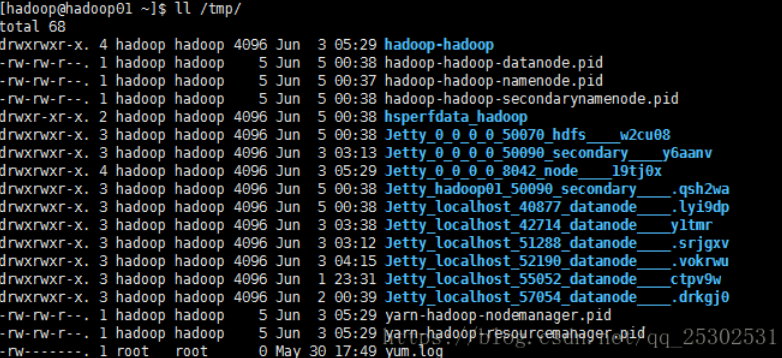 [hadoop@hadoop01 ~]$ ll /tmp/
total 68
drwxrwxr-x. 4 hadoop hadoop 4096 Jun  3 05:29 hadoop-hadoop
-rw-rw-r--. 1 hadoop hadoop    5 Jun  5 00:38 hadoop-hadoop-datanode.pid
-rw-rw-r--. 1 hadoop hadoop    5 Jun  5 00:37 hadoop-hadoop-namenode.pid
-rw-rw-r--. 1 hadoop hadoop    5 Jun  5 00:38 hadoop-hadoop-secondarynamenode.pid
drwxr-xr-x. 2 hadoop hadoop 4096 Jun  5 00:38 hsperfdata_hadoop
drwxrwxr-x. 3 hadoop hadoop 4096 Jun  5 00:38 Jetty_0_0_0_0_50070_hdfs____w2cu08
drwxrwxr-x. 3 hadoop hadoop 4096 Jun  3 03:13 Jetty_0_0_0_0_50090_secondary____y6aanv
drwxrwxr-x. 4 hadoop hadoop 4096 Jun  3 05:29 Jetty_0_0_0_0_8042_node____19tj0x
drwxrwxr-x. 3 hadoop hadoop 4096 Jun  5 00:38 Jetty_hadoop01_50090_secondary____.qsh2wa
drwxrwxr-x. 3 hadoop hadoop 4096 Jun  5 00:38 Jetty_localhost_40877_datanode____.lyi9dp
drwxrwxr-x. 3 hadoop hadoop 4096 Jun  3 03:38 Jetty_localhost_42714_datanode____y1tmr
drwxrwxr-x. 3 hadoop hadoop 4096 Jun  3 03:12 Jetty_localhost_51288_datanode____.srjgxv
drwxrwxr-x. 3 hadoop hadoop 4096 Jun  3 04:15 Jetty_localhost_52190_datanode____.vokrwu
drwxrwxr-x. 3 hadoop hadoop 4096 Jun  1 23:31 Jetty_localhost_55052_datanode____ctpv9w
drwxrwxr-x. 3 hadoop hadoop 4096 Jun  2 00:39 Jetty_localhost_57054_datanode____.drkgj0
-rw-rw-r--. 1 hadoop hadoop    5 Jun  3 05:29 yarn-hadoop-nodemanager.pid
-rw-rw-r--. 1 hadoop hadoop    5 Jun  3 05:29 yarn-hadoop-resourcemanager.pid
-rw-------. 1 root   root      0 May 30 17:49 yum.log
https://blog.csdn.net/qq_25302531